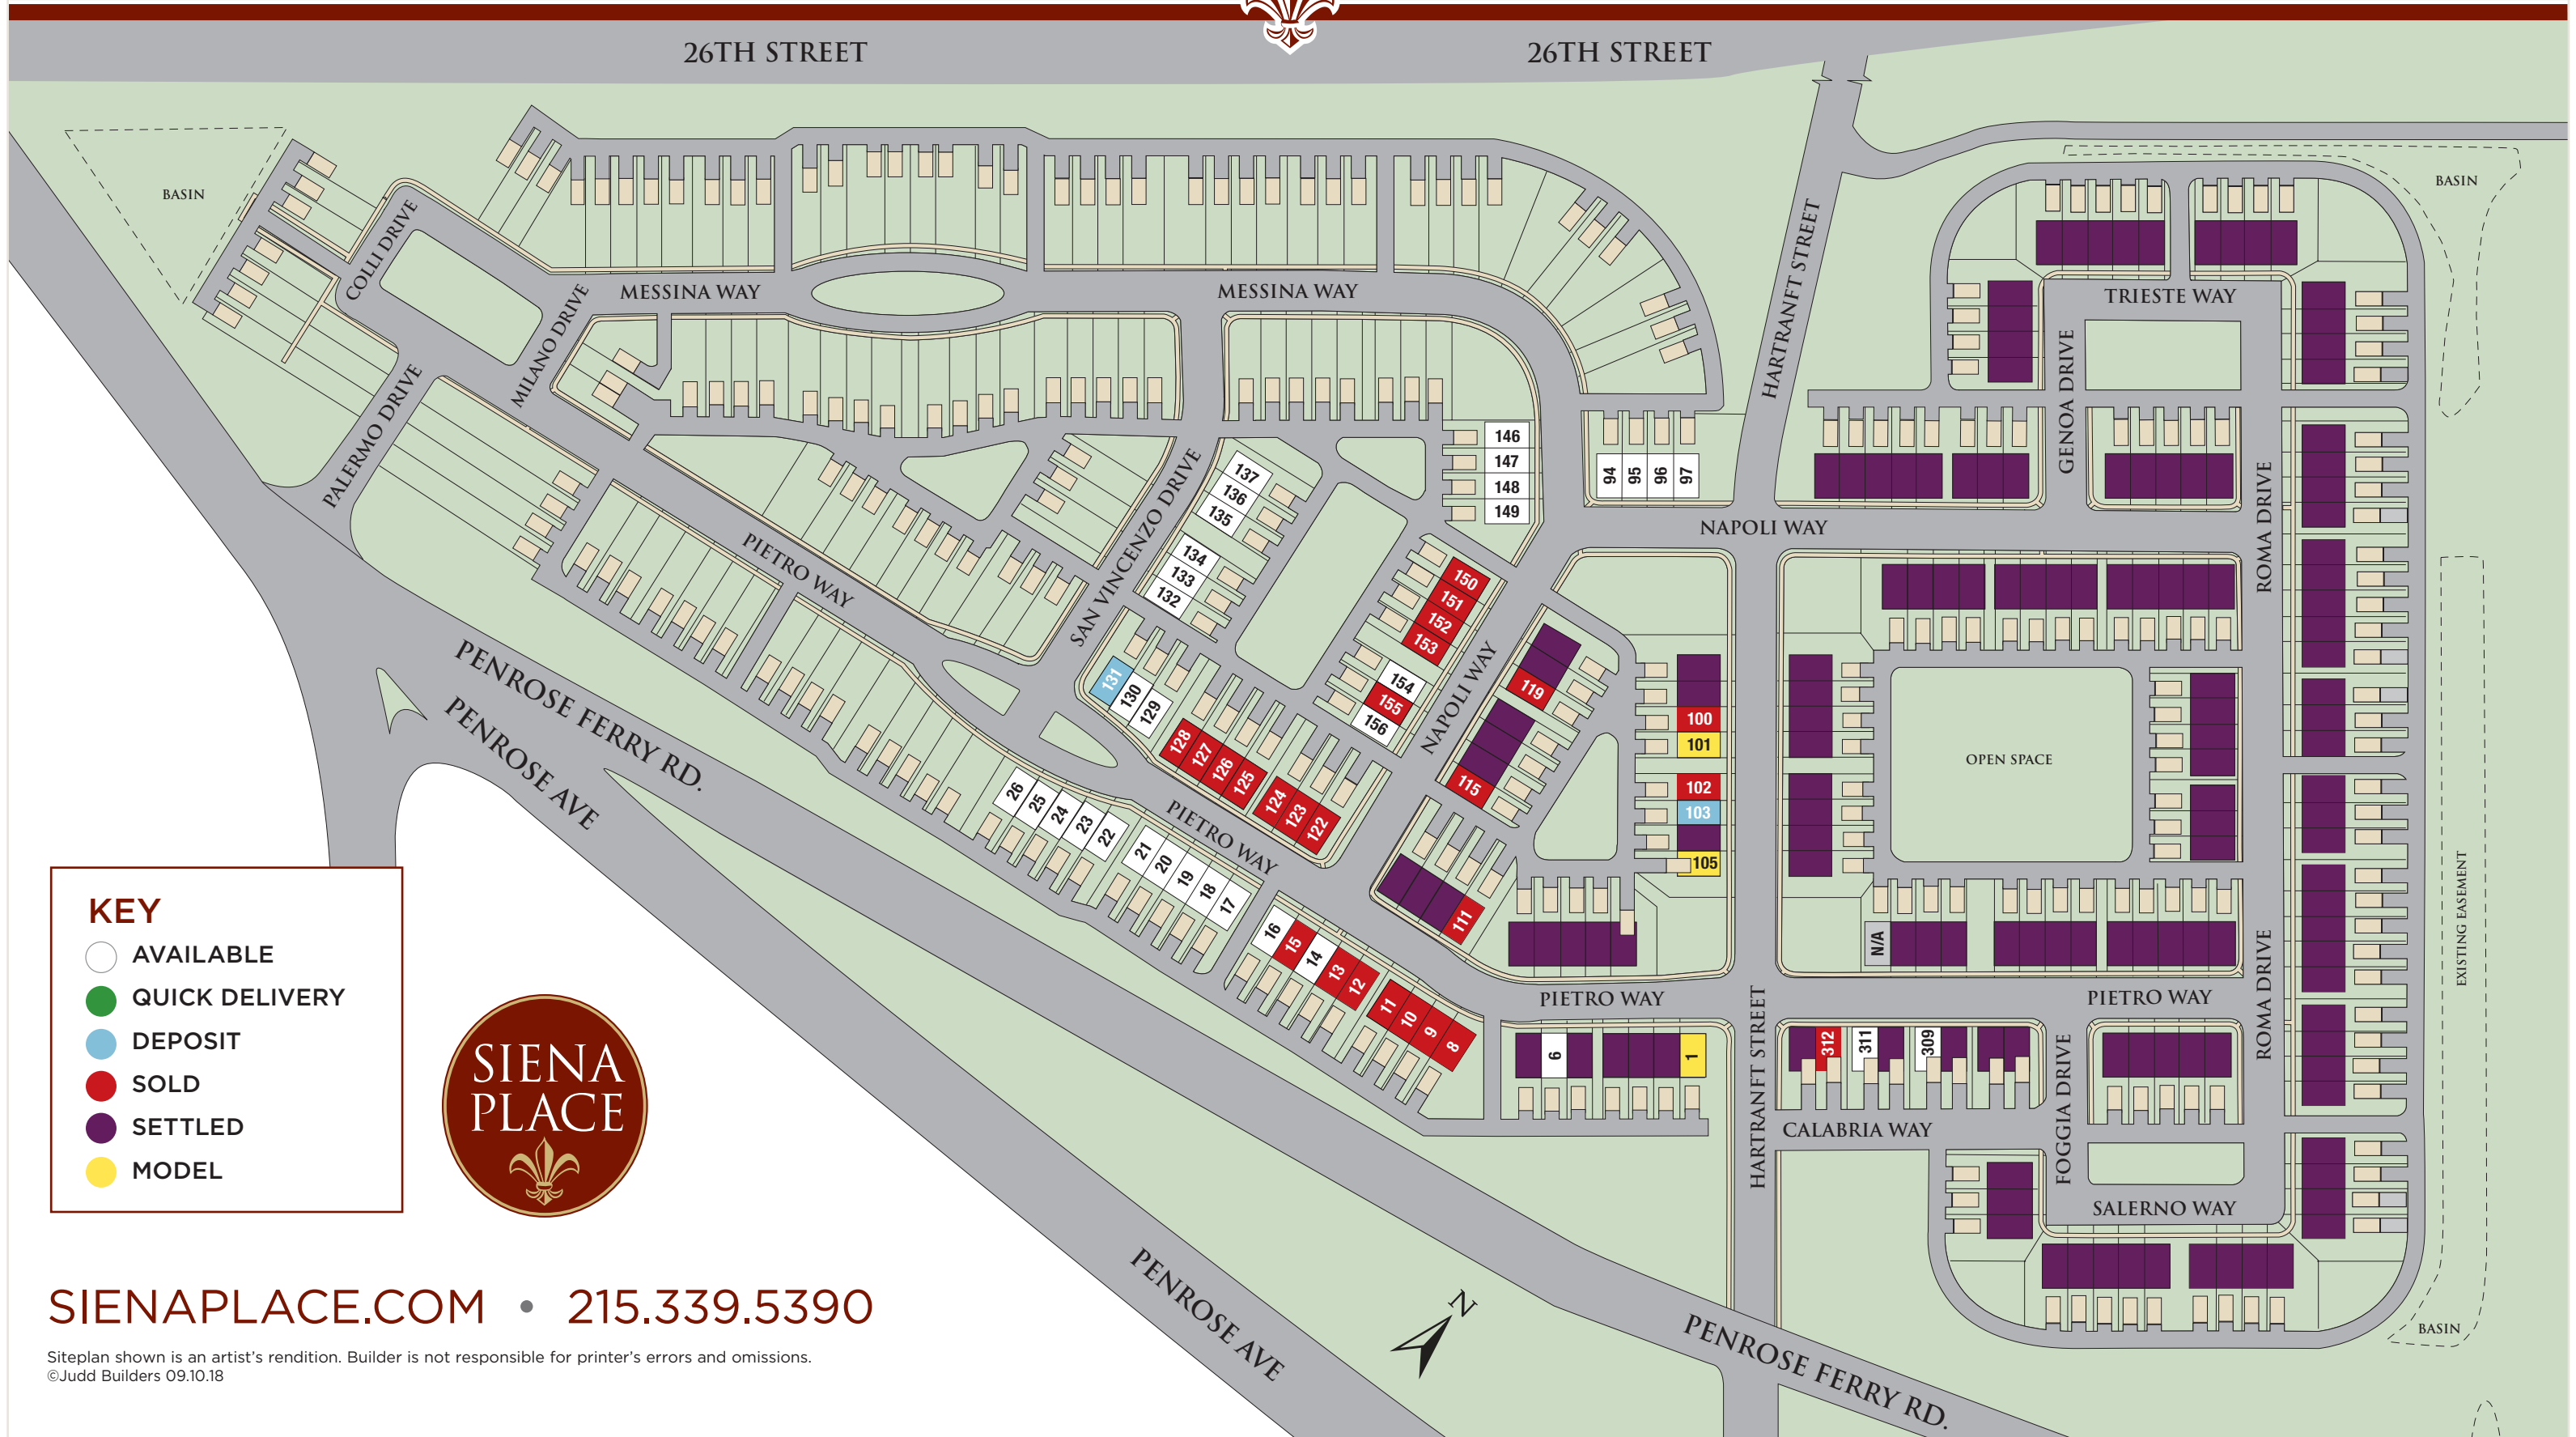 26TH STREET
26TH STREET
BASIN
BASIN
COLLI DRIVE
MESSINA WAY
MESSINA WAY
MILANO DRIVE
HARTRANFT STREET
TRIESTE WAY
GENOA DRIVE
PALERMO DRIVE
146
147
148
149
94
95
96
97
137
136
135
134
133
132
SAN VINCENZO DRIVE
PIETRO WAY
NAPOLI WAY
ROMA DRIVE
150
151
152
153
154
155
156
NAPOLI WAY
119
115
111
100
101
102
103
105
OPEN SPACE
131
130
129
128
127
126
125
124
123
122
PENROSE FERRY RD.
PENROSE AVE
26
25
24
23
22
21
20
19
18
17
PIETRO WAY
16
15
14
13
12
11
10
9
8
N/A
EXISTING EASEMENT
ROMA DRIVE
PIETRO WAY
PIETRO WAY
6
1
312
311
309
HARTRANFT STREET
FOGGIA DRIVE
CALABRIA WAY
SALERNO WAY
BASIN
KEY
AVAILABLE
QUICK DELIVERY
DEPOSIT
SOLD
SETTLED
MODEL
SIENA
PLACE
PENROSE AVE
N
PENROSE FERRY RD.
SIENAPLACE.COM • 215.339.5390
Siteplan shown is an artist's rendition. Builder is not responsible for printer's errors and omissions.
©Judd Builders 09.10.18